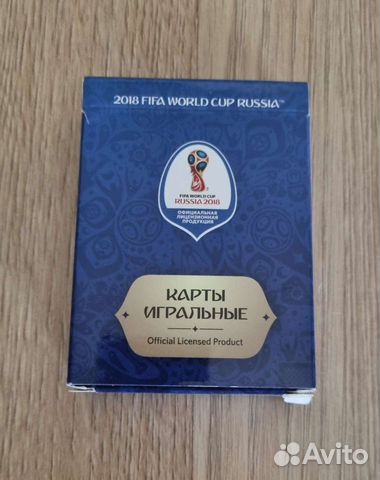 2018 FIFA WORLD CUP RUSSIA™
FIFA WORLD CUP
RUSSIA 2018
ОФИЦИАЛЬНАЯ
ЛИЦЕНЗИОННАЯ
ПРОДУКЦИЯ
КАРТЫ
ИГРАЛЬНЫЕ
Official Licensed Product
Avito